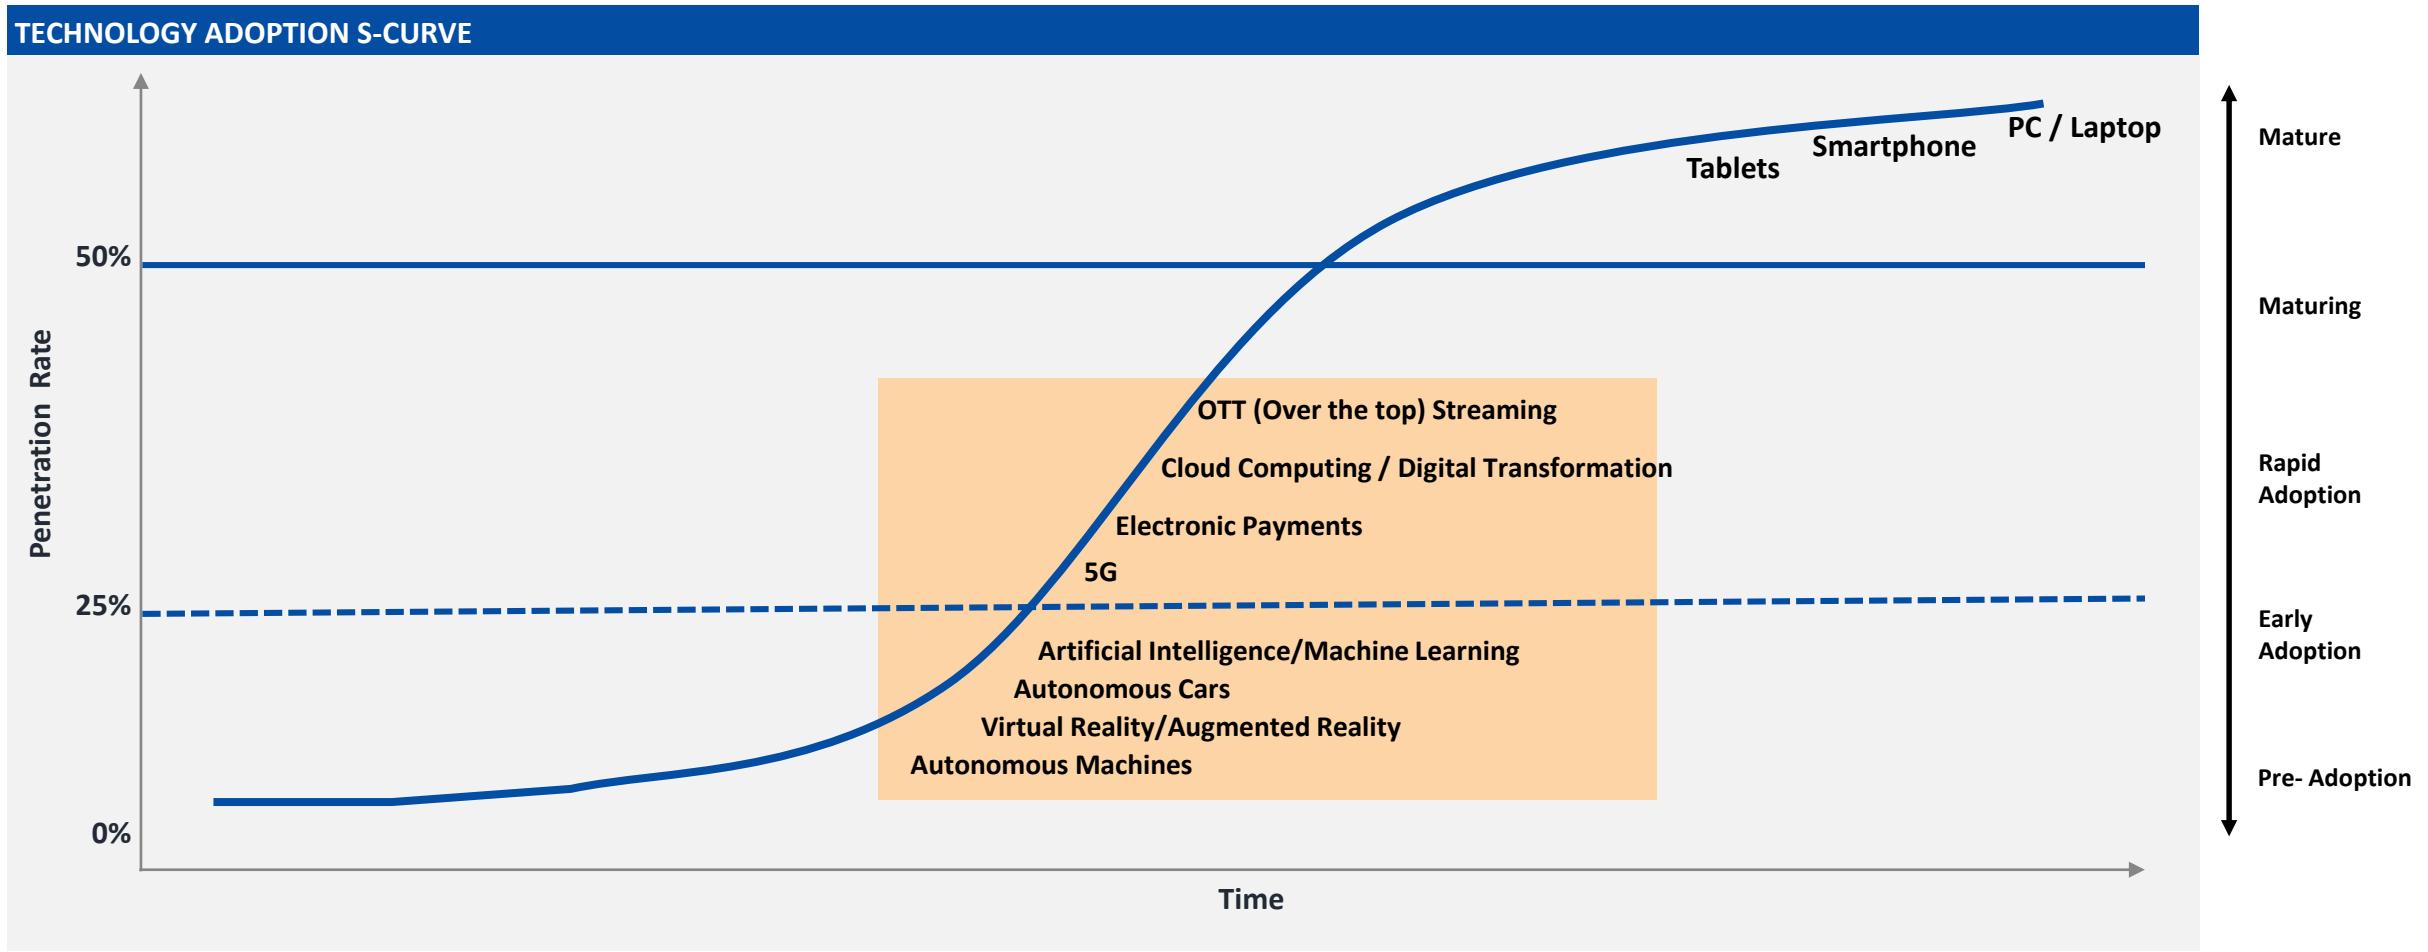 TECHNOLOGY ADOPTION S-CURVE
PC / Laptop
Smartphone
Tablets
50%
Penetration Rate
OTT (Over the top) Streaming
Cloud Computing / Digital Transformation
Electronic Payments
5G
25%
Artificial Intelligence/Machine Learning
Autonomous Cars
Virtual Reality/Augmented Reality
Autonomous Machines
0%
Time
Mature
Maturing
Rapid
Adoption
Early
Adoption
Pre- Adoption